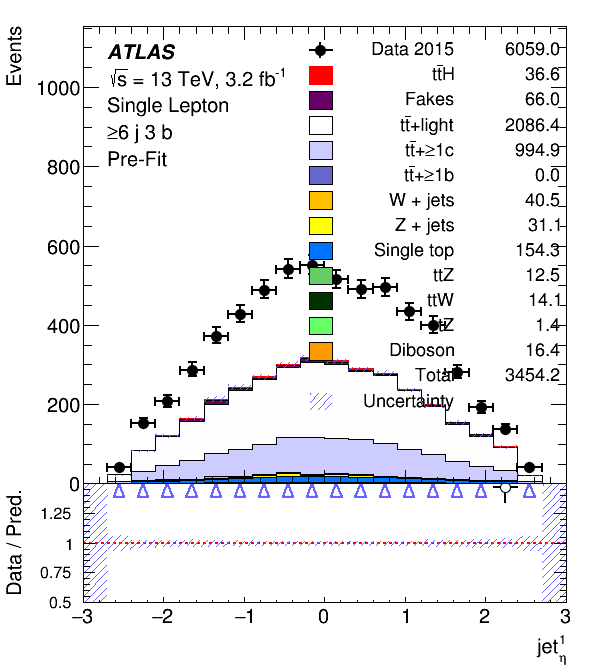 Events
ATLAS
√s = 13 TeV, 3.2 fb⁻¹
Single Lepton
≥6 j 3 b
Pre-Fit
Data 2015 6059.0
tt̄H 36.6
Fakes 66.0
tt̄+light 2086.4
tt̄+≥1c 994.9
tt̄+≥1b 0.0
W + jets 40.5
Z + jets 31.1
Single top 154.3
ttZ 12.5
ttW 14.1
tZ 1.4
Diboson 16.4
Total 3454.2
Uncertainty
1000
800
600
400
200
0
Data / Pred.
1.25
1
0.75
0.5
−3 −2 −1 0 1 2 3
jet¹η